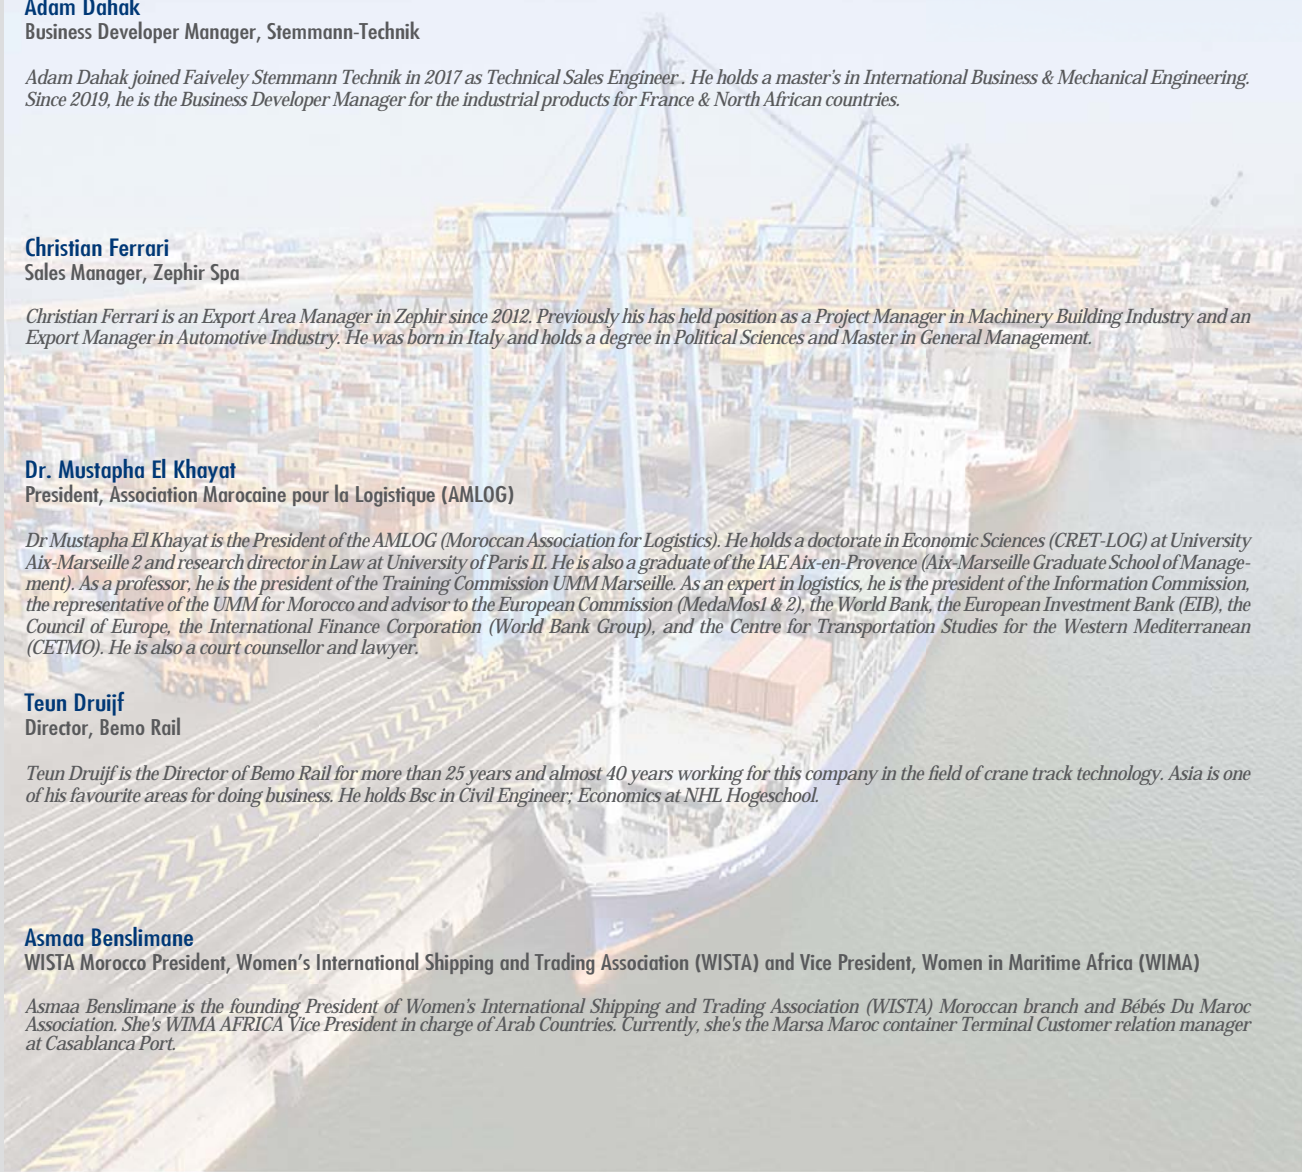 Adam Dahak
Business Developer Manager, Stemmann-Technik
Adam Dahak joined Faiveley Stemmann Technik in 2017 as Technical Sales Engineer . He holds a master's in International Business & Mechanical Engineering.
Since 2019, he is the Business Developer Manager for the industrial products for France & North African countries.
Christian Ferrari
Sales Manager, Zephir Spa
Christian Ferrari is an Export Area Manager in Zephir since 2012. Previously his has held position as a Project Manager in Machinery Building Industry and an
Export Manager in Automotive Industry. He was born in Italy and holds a degree in Political Sciences and Master in General Management.
Dr. Mustapha El Khayat
President, Association Marocaine pour la Logistique (AMLOG)
Dr Mustapha El Khayat is the President of the AMLOG (Moroccan Association for Logistics). He holds a doctorate in Economic Sciences (CRET-LOG) at University
Aix-Marseille 2 and research director in Law at University of Paris II. He is also a graduate of the IAE Aix-en-Provence (Aix-Marseille Graduate School of Manage-
ment). As a professor, he is the president of the Training Commission UMM Marseille. As an expert in logistics, he is the president of the Information Commission,
the representative of the UMM for Morocco and advisor to the European Commission (MedaMos1 & 2), the World Bank, the European Investment Bank (EIB), the
Council of Europe, the International Finance Corporation (World Bank Group), and the Centre for Transportation Studies for the Western Mediterranean
(CETMO). He is also a court counsellor and lawyer.
Teun Druijf
Director, Bemo Rail
Teun Druijf is the Director of Bemo Rail for more than 25 years and almost 40 years working for this company in the field of crane track technology. Asia is one
of his favourite areas for doing business. He holds Bsc in Civil Engineer; Economics at NHL Hogeschool.
Asmaa Benslimane
WISTA Morocco President, Women's International Shipping and Trading Association (WISTA) and Vice President, Women in Maritime Africa (WIMA)
Asmaa Benslimane is the founding President of Women's International Shipping and Trading Association (WISTA) Moroccan branch and Bébés Du Maroc
Association. She's WIMA AFRICA Vice President in charge of Arab Countries. Currently, she's the Marsa Maroc container Terminal Customer relation manager
at Casablanca Port.